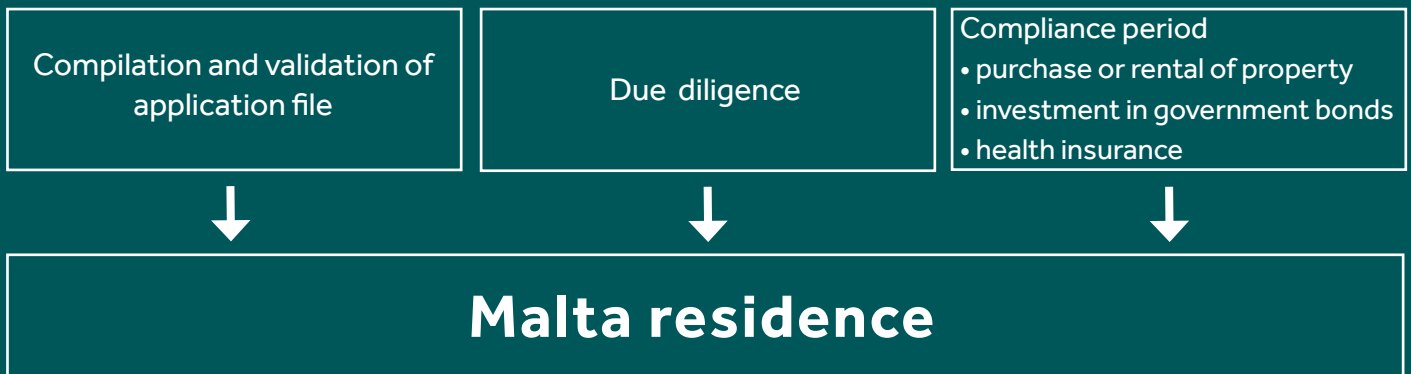 Compilation and validation of
application file
Due diligence
Compliance period
• purchase or rental of property
• investment in government bonds
• health insurance
Malta residence